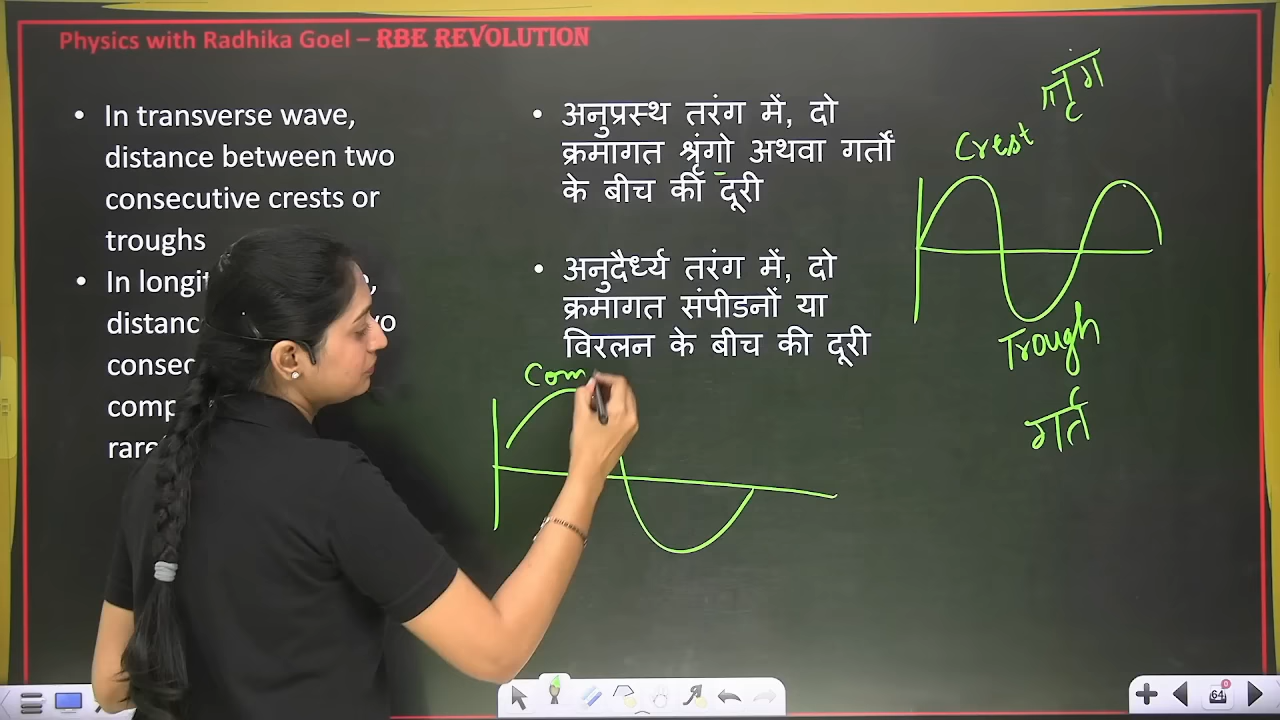 Physics with Radhika Goel – RBE REVOLUTION
• In transverse wave,
distance between two
consecutive crests or
troughs
• In
distanc
consec
comp
rare
• अनुप्रस्थ तरंग में, दो
क्रमागत श्रृंगो अथवा गर्तों
के बीच की दूरी
• अनुदैर्ध्य तरंग में, दो
क्रमागत संपीडनों या
विरलन के बीच की दूरी
Com
शृंग
Crest
Trough
गर्त
64
0